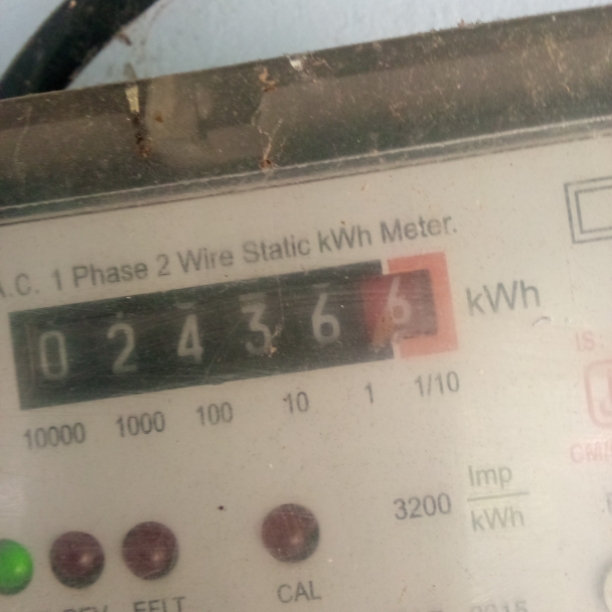 A.C. 1 Phase 2 Wire Static kWh Meter.
0 2 4 3 6 6 kWh
10000 1000 100 10 1 1/10
IS:
3200 Imp
kWh
CAL